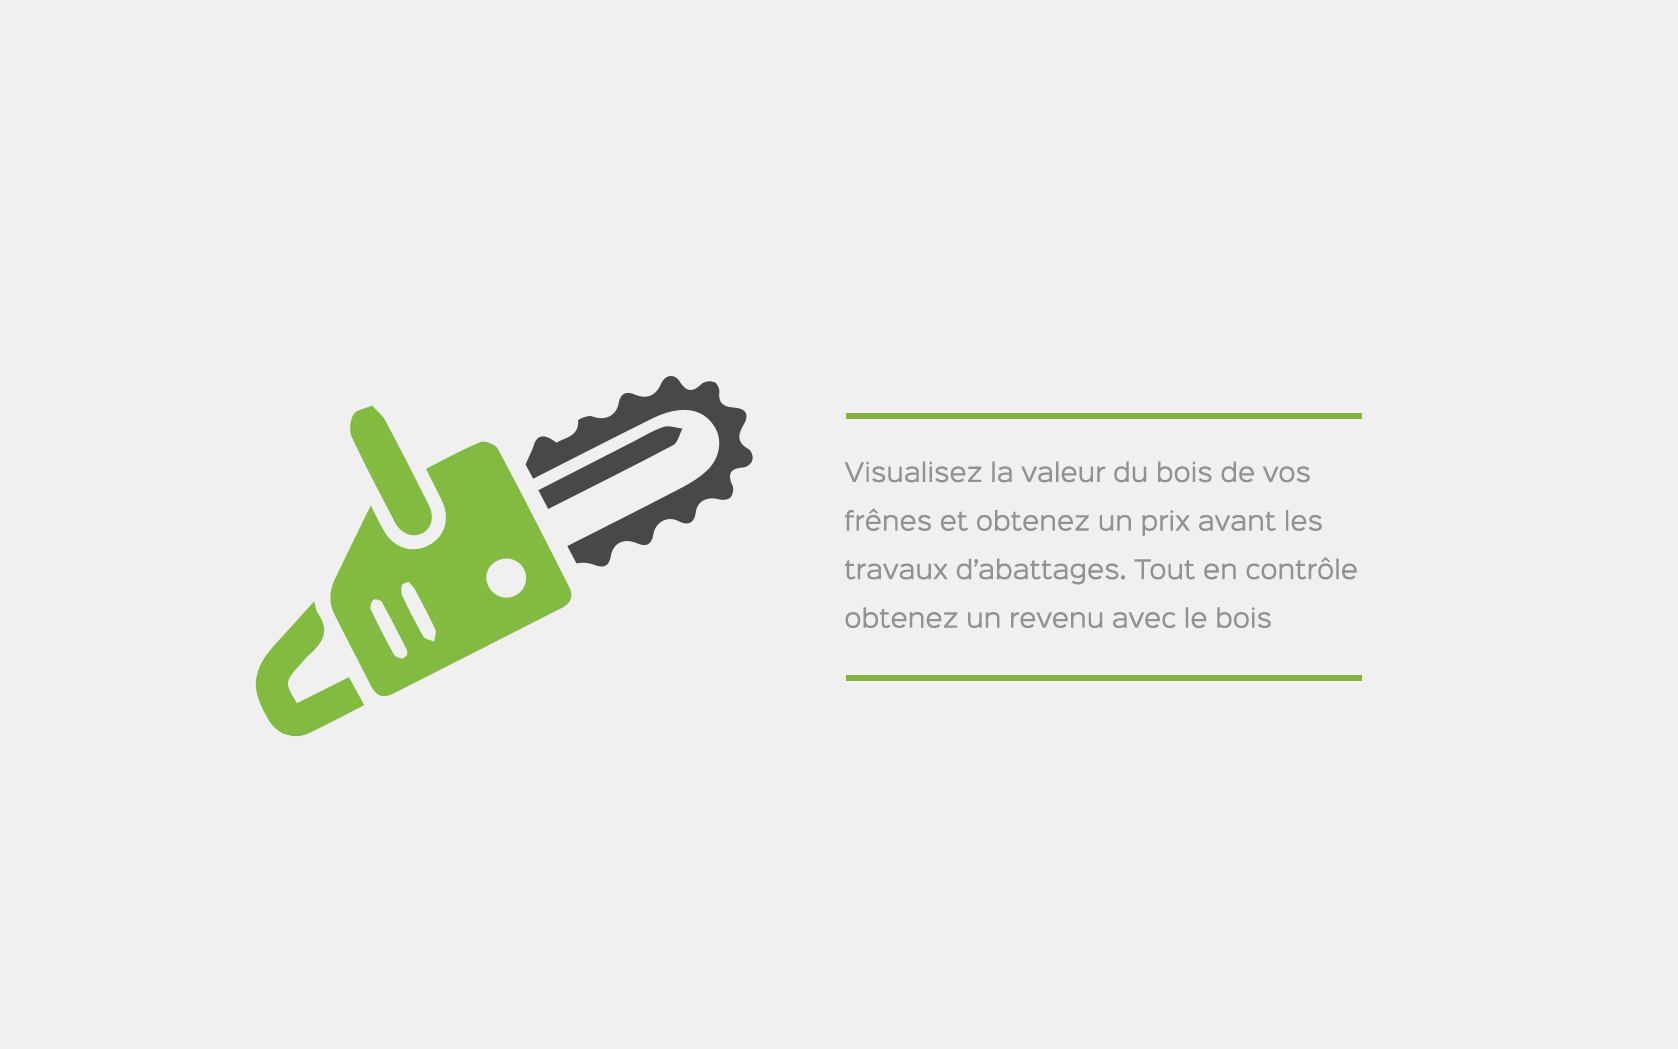 Visualisez la valeur du bois de vos
frênes et obtenez un prix avant les
travaux d’abattages. Tout en contrôle
obtenez un revenu avec le bois